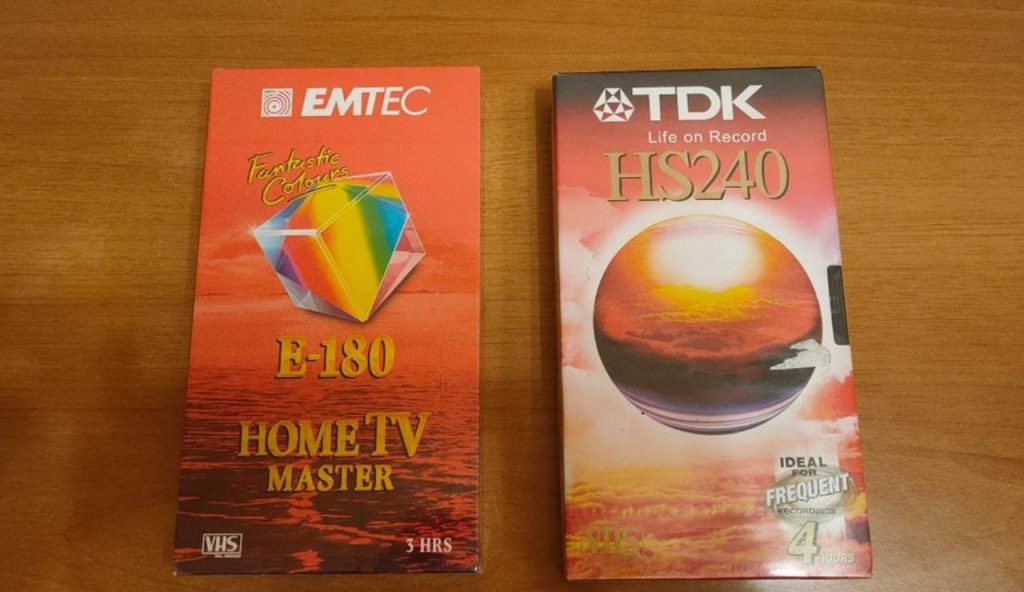 EMTEC
Fantastic
Colours
E-180
HOME TV
MASTER
VHS
3 HRS
TDK
Life on Record
HS240
IDEAL
FOR
FREQUENT
RECORDINGS
4 HOURS
VHS